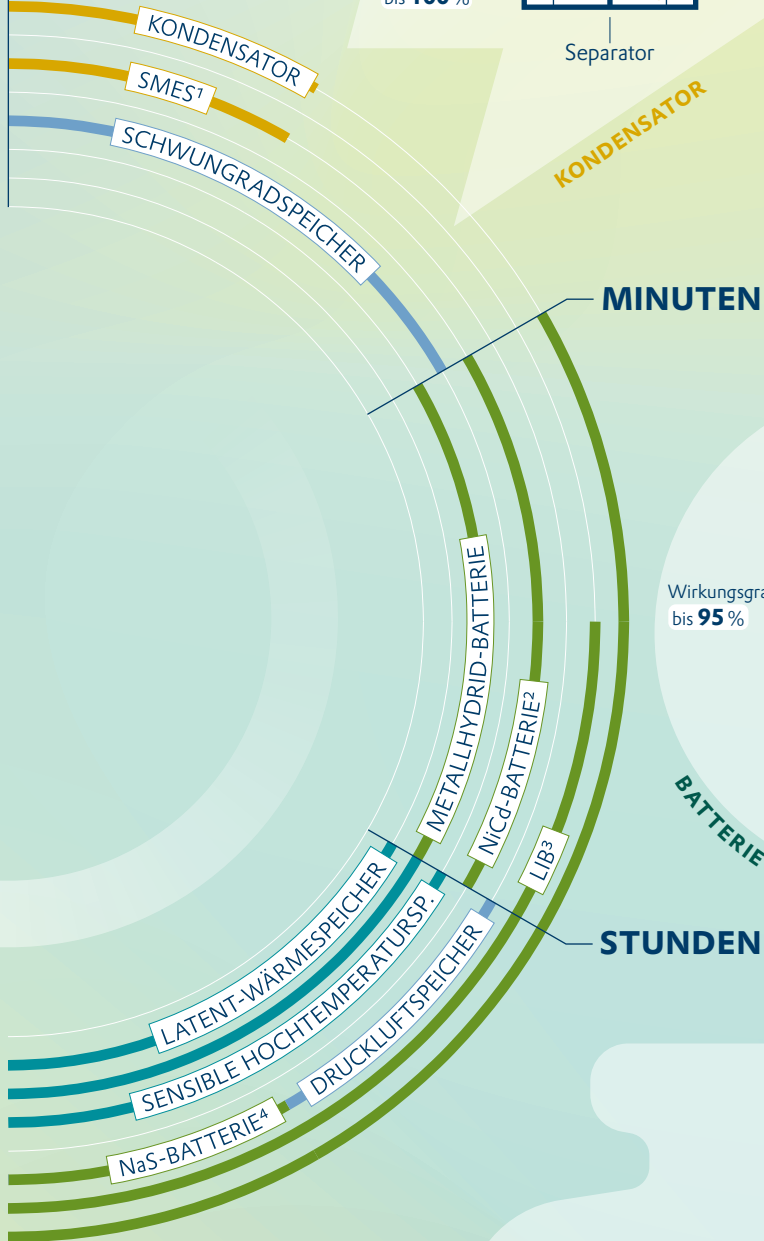 bis 100 %
Separator
KONDENSATOR
KONDENSATOR
SMES¹
SCHWUNGRADSPEICHER
MINUTEN
METALLHYDRID-BATTERIE
Wirkungsgra
bis 95 %
NiCd-BATTERIE²
BATTERIE
LIB³
STUNDEN
LATENT-WÄRMESPEICHER
SENSIBLE HOCHTEMPERATURSP.
DRUCKLUFTSPEICHER
NaS-BATTERIE⁴